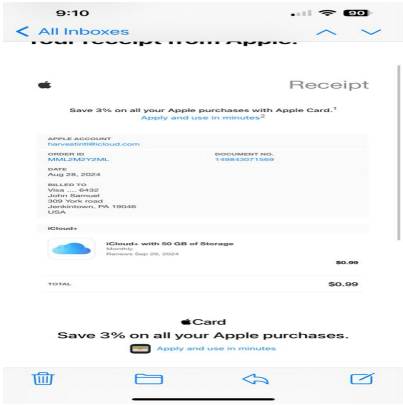 9:10
90
All Inboxes
Your receipt from Apple.
Receipt
Save 3% on all your Apple purchases with Apple Card.1
Apply and use in minutes2
APPLE ACCOUNT
harveatinti@icloud.com
ORDER ID
MML2M2Y2ML
DOCUMENT NO.
149843071569
DATE
Aug 28, 2024
BILLED TO
Visa .... 6432
John Samuel
309 York road
Jenkintown, PA 19046
USA
iCloud+
iCloud+ with 50 GB of Storage
Monthly
Renews Sep 29, 2024
$0.99
TOTAL
$0.99
Card
Save 3% on all your Apple purchases.
Apply and use in minutes